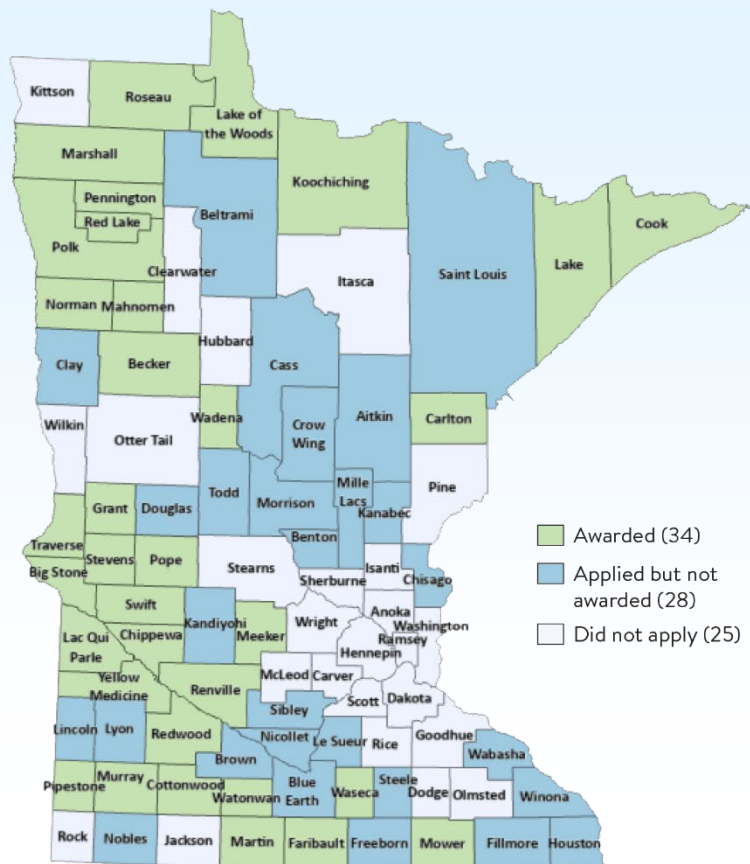 Kittson
Roseau
Lake of
the Woods
Marshall
Koochiching
Pennington
Red Lake
Beltrami
Polk
Clearwater
Cook
Lake
Saint Louis
Itasca
Norman
Mahnomen
Hubbard
Clay
Becker
Cass
Wadena
Aitkin
Carlton
Wilkin
Otter Tail
Crow
Wing
Pine
Todd
Mille
Lacs
Morrison
Kanabec
Grant
Douglas
Benton
Traverse
Stevens
Pope
Big Stone
Stearns
Isanti
Chisago
Sherburne
Swift
Anoka
Kandiyohi
Wright
Washington
Lac Qui
Parle
Chippewa
Meeker
Ramsey
Hennepin
Yellow
Medicine
Renville
McLeod
Carver
Scott
Dakota
Sibley
Lincoln
Lyon
Redwood
Nicollet
Le Sueur
Rice
Goodhue
Wabasha
Brown
Pipestone
Murray
Cottonwood
Watonwan
Blue
Earth
Waseca
Steele
Dodge
Olmsted
Winona
Rock
Nobles
Jackson
Martin
Faribault
Freeborn
Mower
Fillmore
Houston
Awarded (34)
Applied but not
awarded (28)
Did not apply (25)